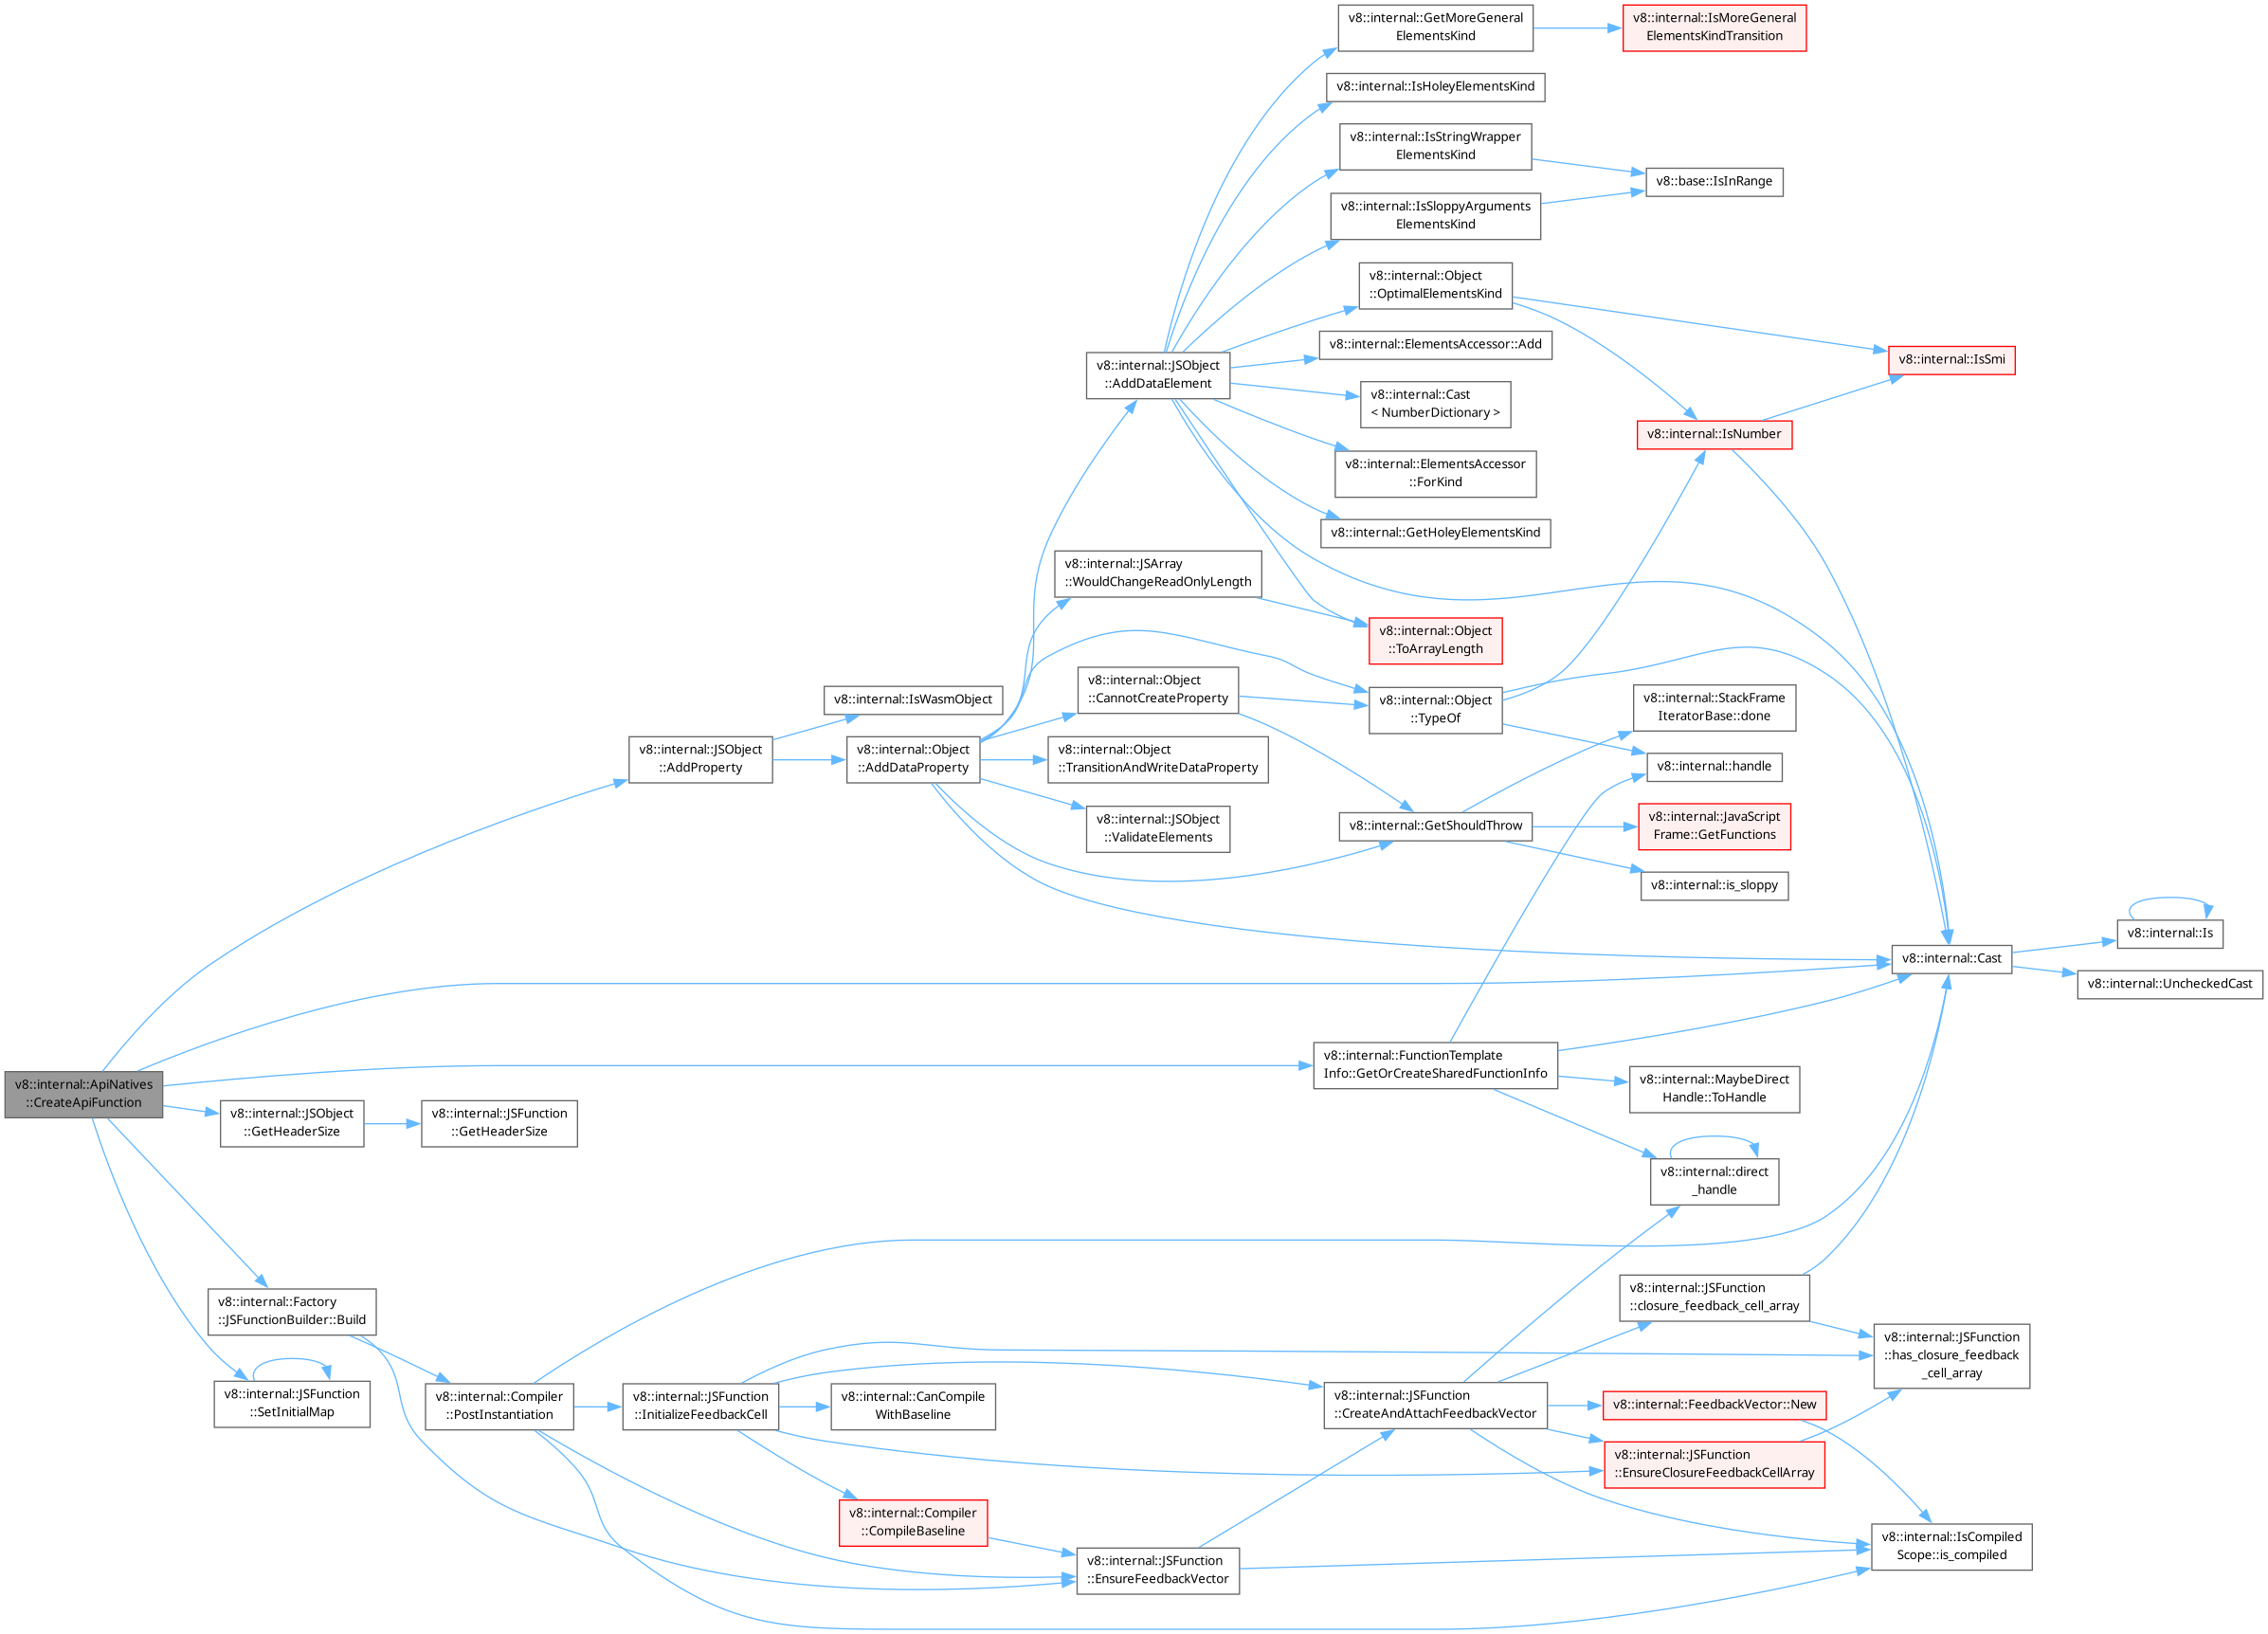 v8::internal::GetMoreGeneral
ElementsKind
v8::internal::IsMoreGeneral
ElementsKindTransition
v8::internal::IsHoleyElementsKind
v8::internal::IsStringWrapper
ElementsKind
v8::base::IsInRange
v8::internal::IsSloppyArguments
ElementsKind
v8::internal::Object
::OptimalElementsKind
v8::internal::ElementsAccessor::Add
v8::internal::IsSmi
v8::internal::JSObject
::AddDataElement
v8::internal::Cast
< NumberDictionary >
v8::internal::IsNumber
v8::internal::ElementsAccessor
::ForKind
v8::internal::GetHoleyElementsKind
v8::internal::JSArray
::WouldChangeReadOnlyLength
v8::internal::Object
::ToArrayLength
v8::internal::IsWasmObject
v8::internal::Object
::CannotCreateProperty
v8::internal::Object
::TypeOf
v8::internal::StackFrame
IteratorBase::done
v8::internal::JSObject
::AddProperty
v8::internal::Object
::AddDataProperty
v8::internal::Object
::TransitionAndWriteDataProperty
v8::internal::handle
v8::internal::JSObject
::ValidateElements
v8::internal::GetShouldThrow
v8::internal::JavaScript
Frame::GetFunctions
v8::internal::is_sloppy
v8::internal::Is
v8::internal::Cast
v8::internal::UncheckedCast
v8::internal::FunctionTemplate
Info::GetOrCreateSharedFunctionInfo
v8::internal::MaybeDirect
Handle::ToHandle
v8::internal::ApiNatives
::CreateApiFunction
v8::internal::JSObject
::GetHeaderSize
v8::internal::JSFunction
::GetHeaderSize
v8::internal::direct
_handle
v8::internal::Factory
::JSFunctionBuilder::Build
v8::internal::JSFunction
::closure_feedback_cell_array
v8::internal::JSFunction
::has_closure_feedback
_cell_array
v8::internal::JSFunction
::SetInitialMap
v8::internal::Compiler
::PostInstantiation
v8::internal::JSFunction
::InitializeFeedbackCell
v8::internal::CanCompile
WithBaseline
v8::internal::JSFunction
::CreateAndAttachFeedbackVector
v8::internal::FeedbackVector::New
v8::internal::JSFunction
::EnsureClosureFeedbackCellArray
v8::internal::Compiler
::CompileBaseline
v8::internal::JSFunction
::EnsureFeedbackVector
v8::internal::IsCompiled
Scope::is_compiled